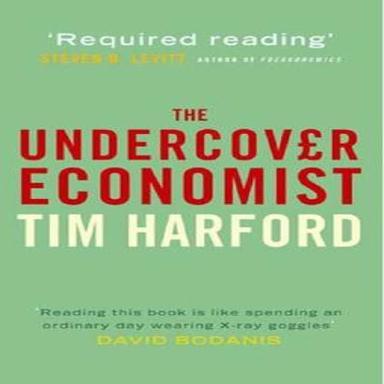 'Required reading'
STEVEN D. LEVITT, AUTHOR OF FREAKONOMICS
THE
UNDERCOV£R
ECONOMIST
TIM HARFORD
'Reading this book is like spending an
ordinary day wearing X-ray goggles'
DAVID BODANIS